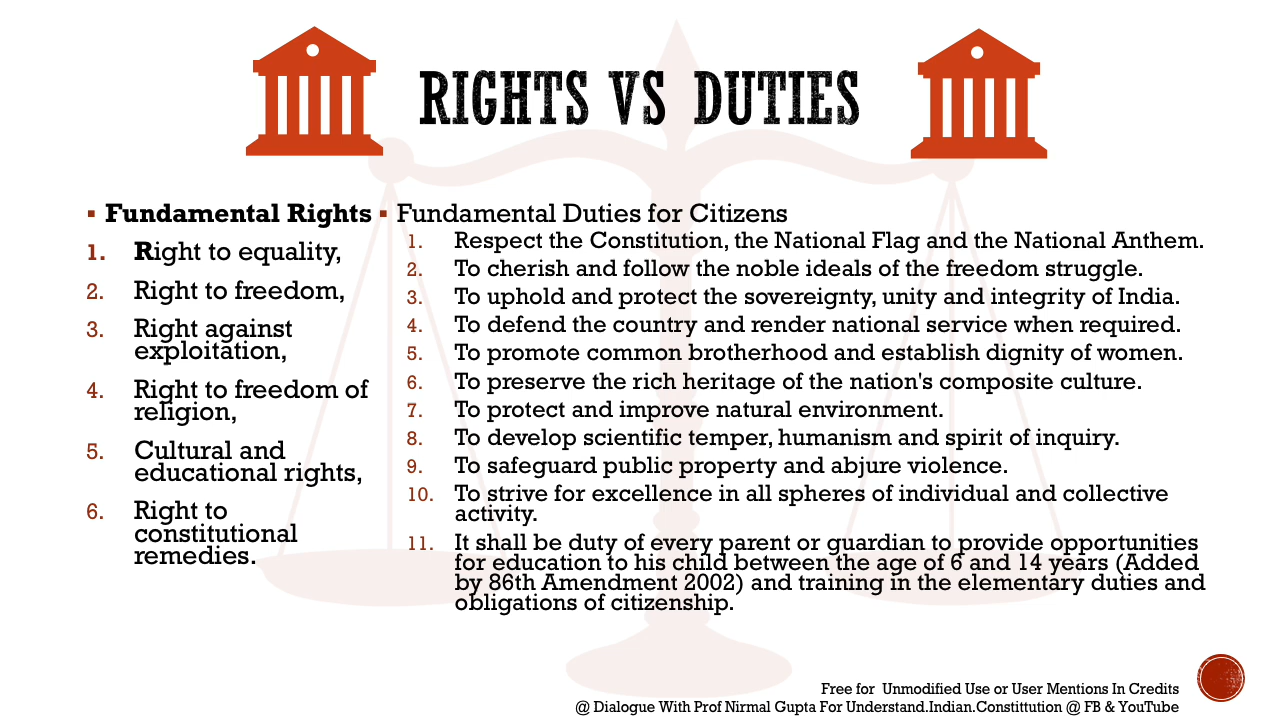 RIGHTS VS DUTIES
▪ Fundamental Rights
1. Right to equality,
2. Right to freedom,
3. Right against
exploitation,
4. Right to freedom of
religion,
5. Cultural and
educational rights,
6. Right to
constitutional
remedies.
▪ Fundamental Duties for Citizens
1. Respect the Constitution, the National Flag and the National Anthem.
2. To cherish and follow the noble ideals of the freedom struggle.
3. To uphold and protect the sovereignty, unity and integrity of India.
4. To defend the country and render national service when required.
5. To promote common brotherhood and establish dignity of women.
6. To preserve the rich heritage of the nation's composite culture.
7. To protect and improve natural environment.
8. To develop scientific temper, humanism and spirit of inquiry.
9. To safeguard public property and abjure violence.
10. To strive for excellence in all spheres of individual and collective
activity.
11. It shall be duty of every parent or guardian to provide opportunities
for education to his child between the age of 6 and 14 years (Added
by 86th Amendment 2002) and training in the elementary duties and
obligations of citizenship.
Free for Unmodified Use or User Mentions In Credits
@ Dialogue With Prof Nirmal Gupta For Understand.Indian.Constittution @ FB & YouTube